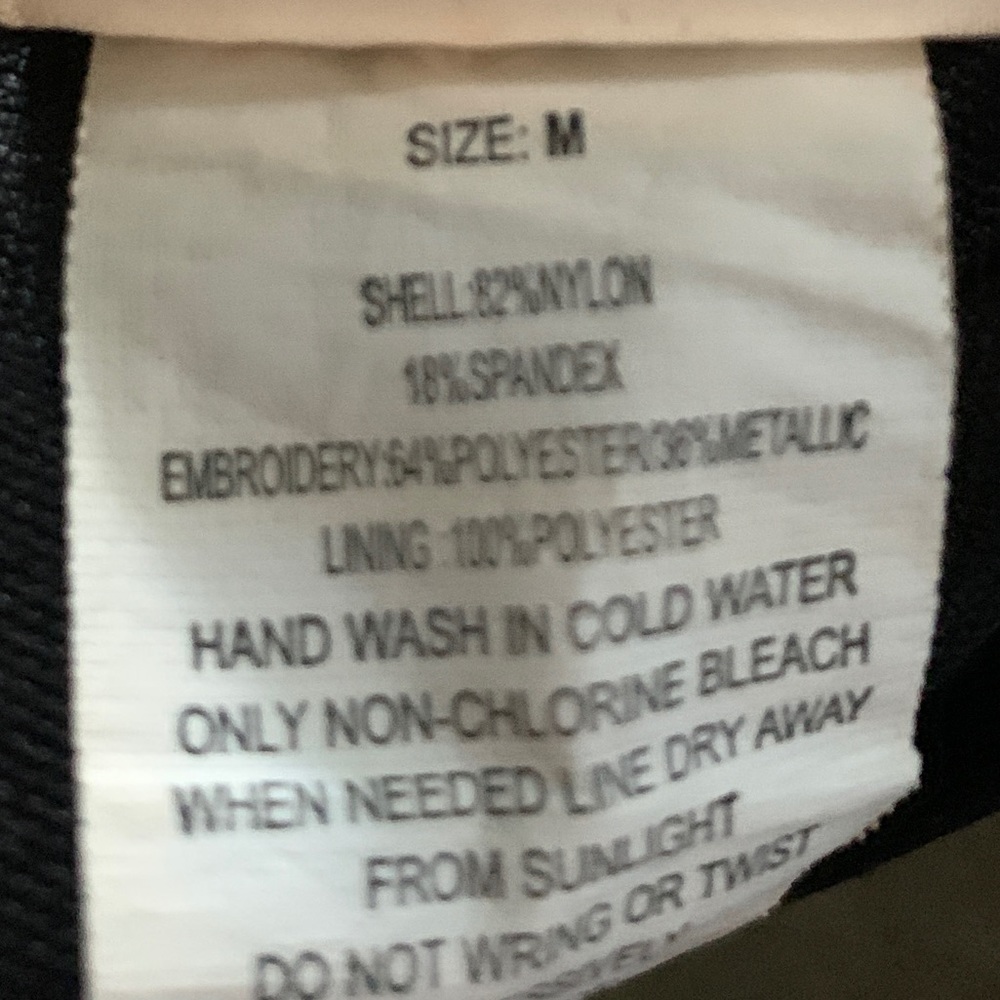 SIZE: M
SHELL:82%NYLON
18%SPANDEX
EMBROIDERY:64%POLYESTER/36%METALLIC
LINING :100%POLYESTER
HAND WASH IN COLD WATER
ONLY NON-CHLORINE BLEACH
WHEN NEEDED LINE DRY AWAY
FROM SUNLIGHT
DO NOT WRING OR TWIST